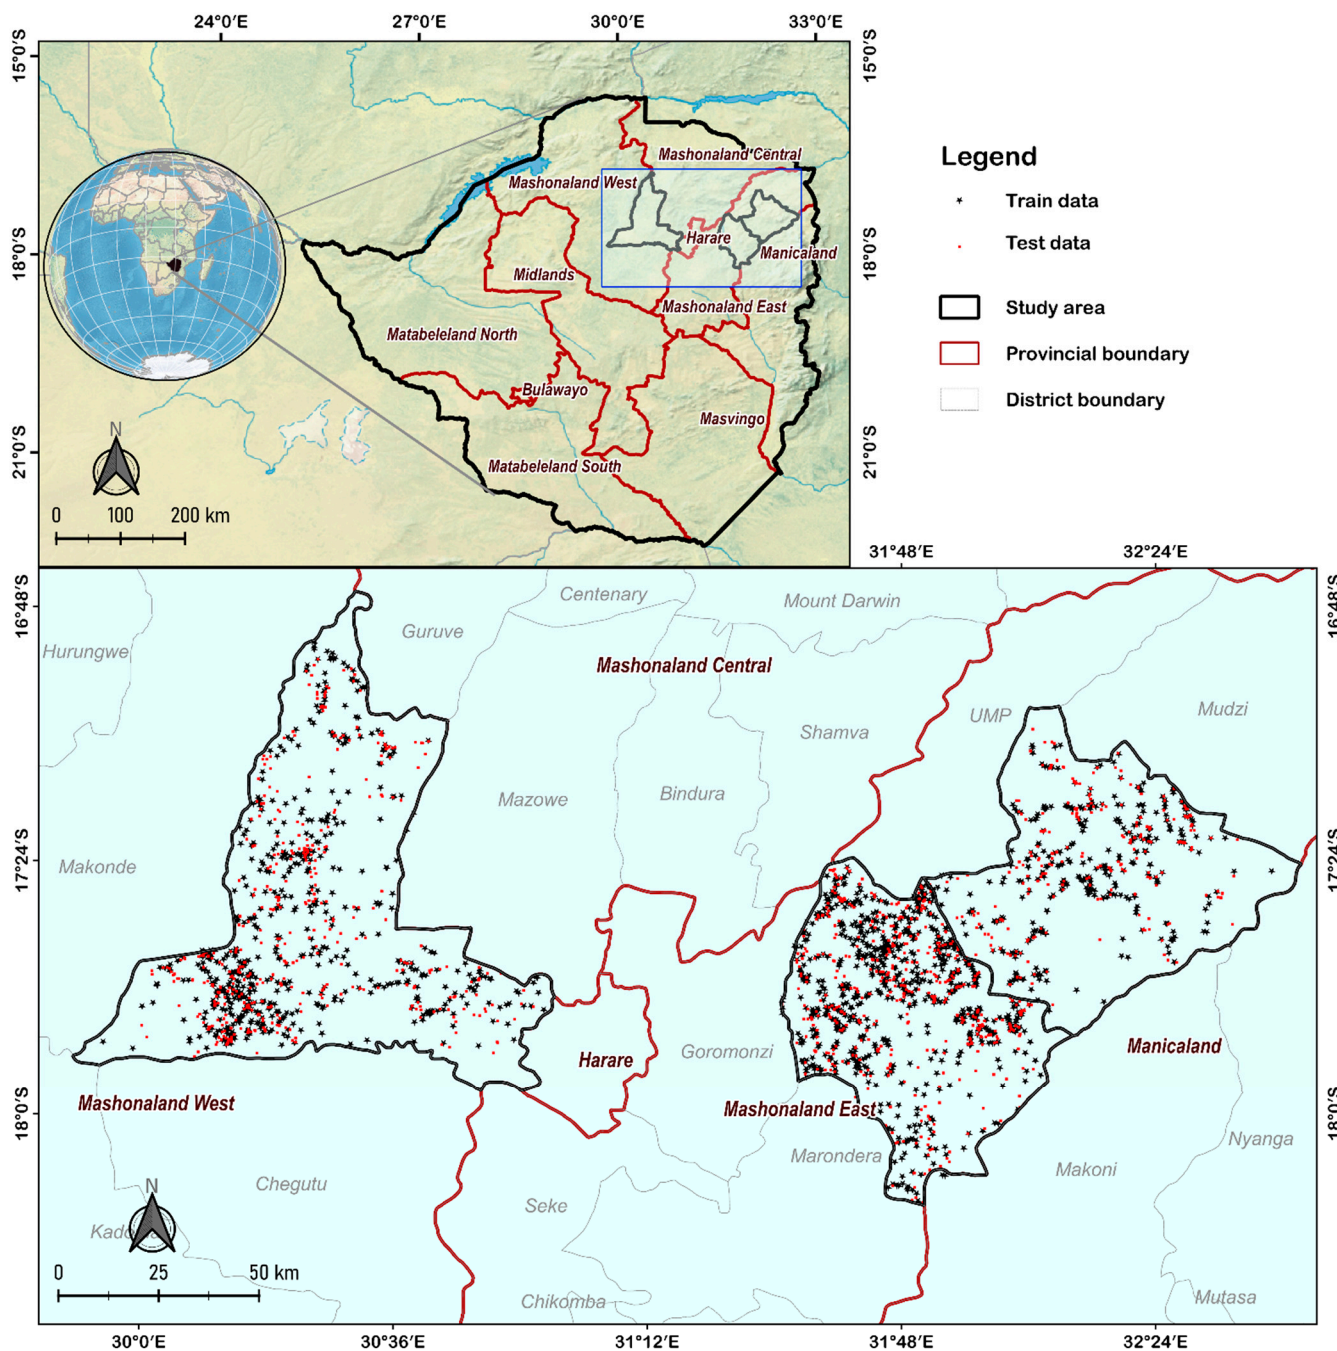 24°0′E 27°0′E 30°0′E 33°0′E
15°0′S
15°0′S
Mashonaland Central
Mashonaland West
Harare
Manicaland
18°0′S
18°0′S
Midlands
Mashonaland East
Matabeleland North
Bulawayo
Masvingo
Matabeleland South
21°0′S
21°0′S
N
0 100 200 km
Legend
Train data
Test data
Study area
Provincial boundary
District boundary
31°48′E 32°24′E
16°48′S
16°48′S
Centenary
Mount Darwin
Guruve
Hurungwe
Mashonaland Central
Mudzi
UMP
Shamva
Mazowe
Bindura
17°24′S
17°24′S
Makonde
Manicaland
Goromonzi
Harare
Mashonaland West
Mashonaland East
18°0′S
18°0′S
Nyanga
Marondera
Makoni
Chegutu
N
Seke
0 25 50 km
Chikomba
Mutasa
30°0′E 30°36′E 31°12′E 31°48′E 32°24′E